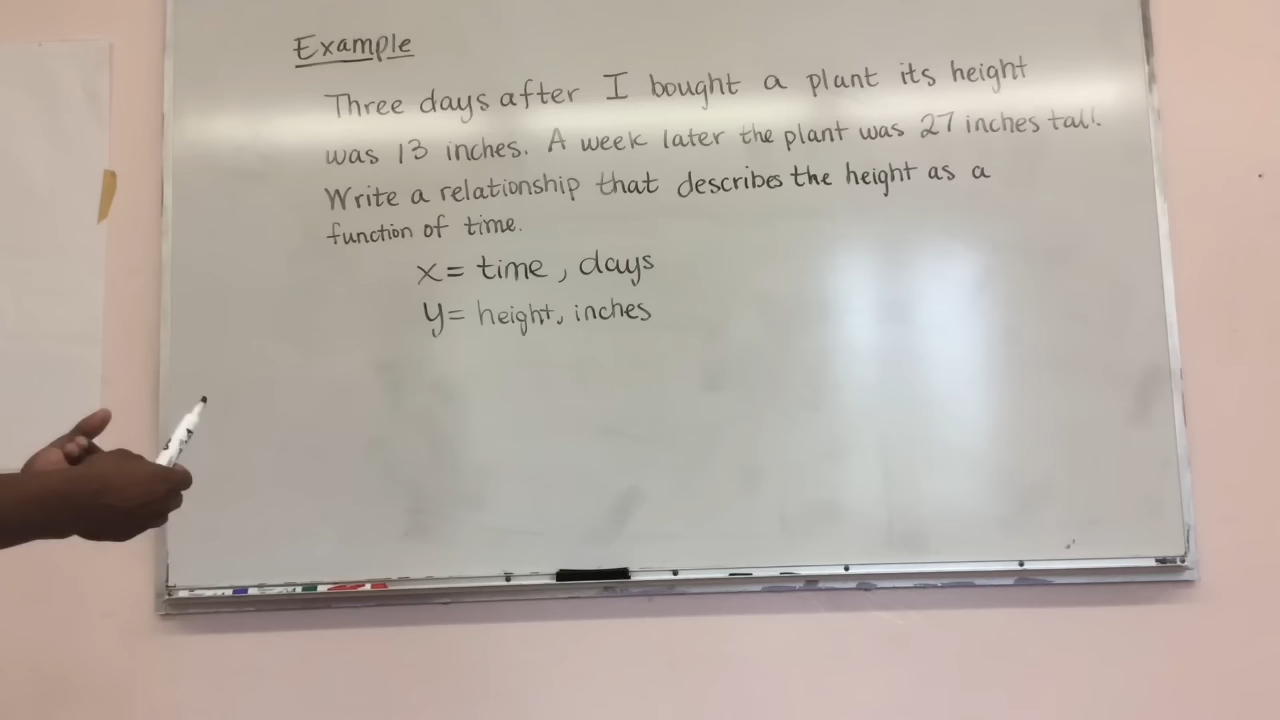 Example
Three days after I bought a plant its height
was 13 inches. A week later the plant was 27 inches tall.
Write a relationship that describes the height as a
function of time.
x = time, days
y = height, inches